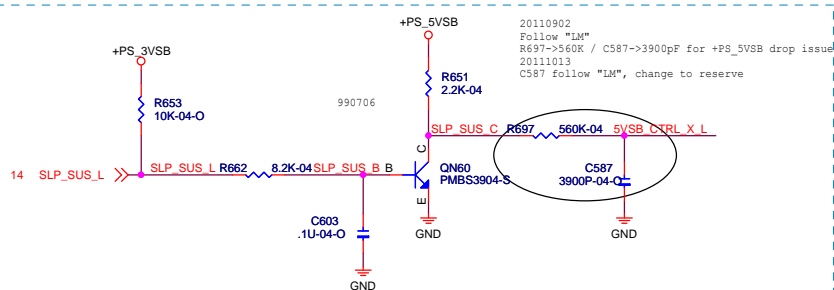 +PS_3VSB
R653
10K-04-O
990706
+PS_5VSB
R651
2.2K-04
20110902
Follow "LM"
R697->560K / C587->3900pF for +PS_5VSB drop issue
20111013
C587 follow "LM", change to reserve
14 SLP_SUS_L
SLP_SUS_L R662 8.2K-04 SLP_SUS_B B
C
E
QN60
PMBS3904-S
SLP_SUS_C R697 560K-04 5VSB_CTRL_X_L
C587
3900P-04-O
C603
.1U-04-O
GND
GND
GND